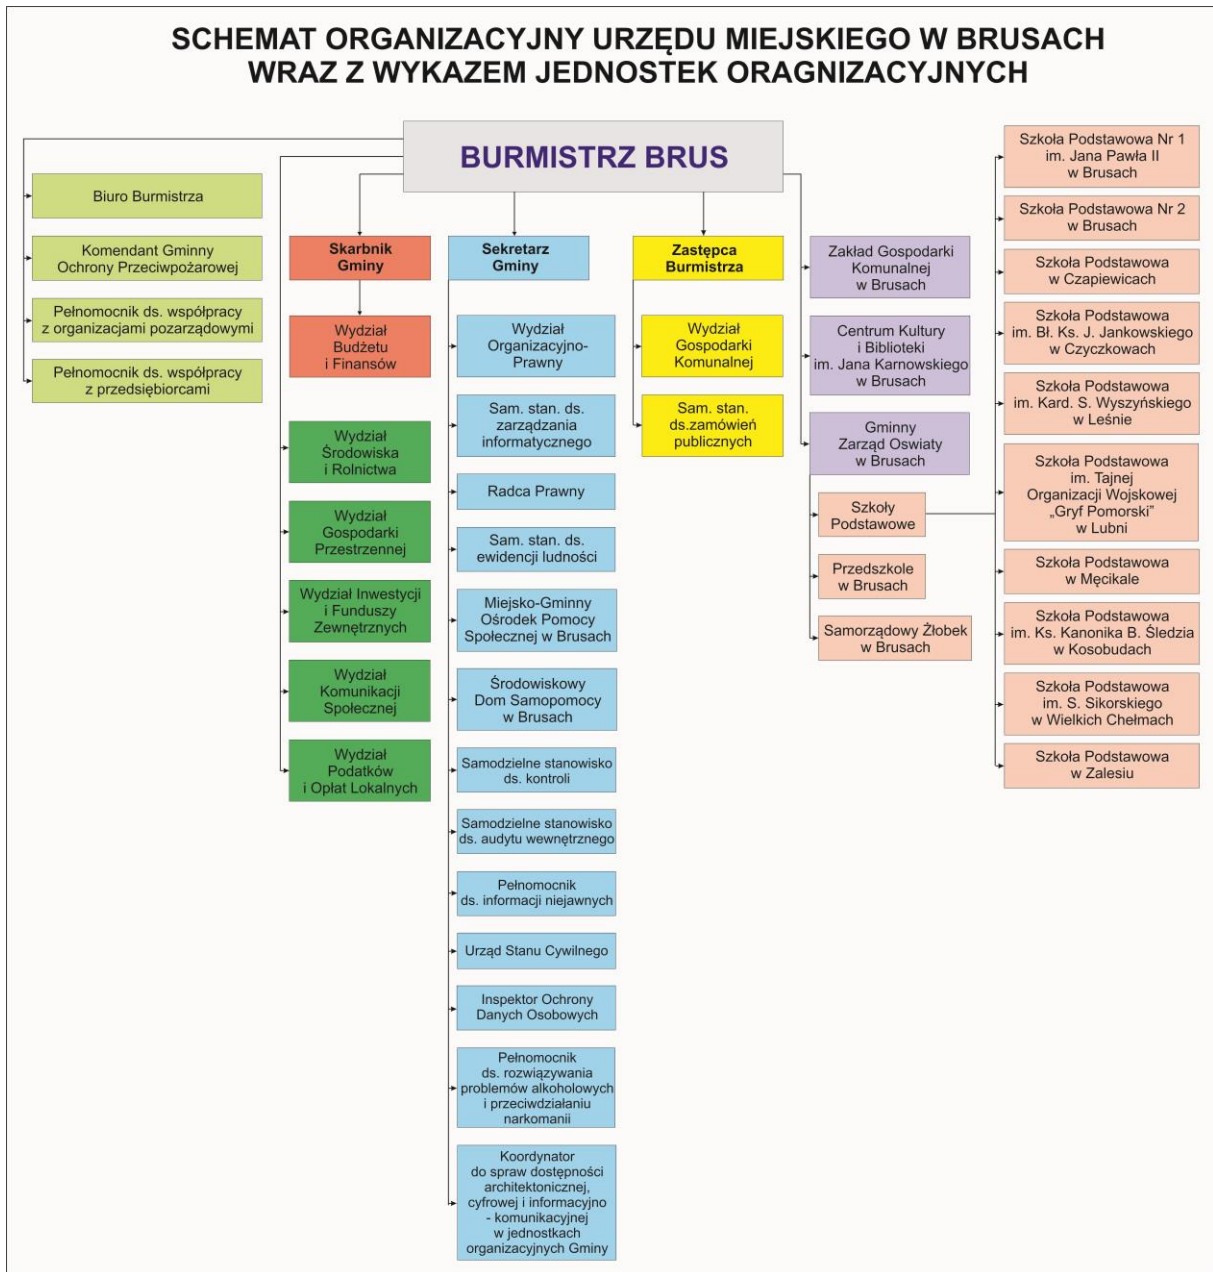 SCHEMAT ORGANIZACYJNY URZĘDU MIEJSKIEGO W BRUSACH
WRAZ Z WYKAZEM JEDNOSTEK ORAGNIZACYJNYCH
BURMISTRZ BRUS
Biuro Burmistrza
Komendant Gminny
Ochrony Przeciwpożarowej
Pełnomocnik ds. współpracy
z organizacjami pozarządowymi
Pełnomocnik ds. współpracy
z przedsiębiorcami
Skarbnik
Gminy
Wydział
Budżetu
i Finansów
Wydział
Środowiska
i Rolnictwa
Wydział
Gospodarki
Przestrzennej
Wydział Inwestycji
i Funduszy
Zewnętrznych
Wydział
Komunikacji
Społecznej
Wydział
Podatków
i Opłat Lokalnych
Sekretarz
Gminy
Wydział
Organizacyjno-
Prawny
Sam. stan. ds.
zarządzania
informatycznego
Radca Prawny
Sam. stan. ds.
ewidencji ludności
Miejsko-Gminny
Ośrodek Pomocy
Społecznej w Brusach
Środowiskowy
Dom Samopomocy
w Brusach
Samodzielne stanowisko
ds. kontroli
Samodzielne stanowisko
ds. audytu wewnętrznego
Pełnomocnik
ds. informacji niejawnych
Urząd Stanu Cywilnego
Inspektor Ochrony
Danych Osobowych
Pełnomocnik
ds. rozwiązywania
problemów alkoholowych
i przeciwdziałaniu
narkomanii
Koordynator
do spraw dostępności
architektonicznej,
cyfrowej i informacyjno
- komunikacyjnej
w jednostkach
organizacyjnych Gminy
Zastępca
Burmistrza
Wydział
Gospodarki
Komunalnej
Sam. stan.
ds.zamówień
publicznych
Zakład Gospodarki
Komunalnej
w Brusach
Centrum Kultury
i Biblioteki
im. Jana Karnowskiego
w Brusach
Gminny
Zarząd Oswiaty
w Brusach
Szkoły
Podstawowe
Przedszkole
w Brusach
Samorządowy Żłobek
w Brusach
Szkoła Podstawowa Nr 1
im. Jana Pawła II
w Brusach
Szkoła Podstawowa Nr 2
w Brusach
Szkoła Podstawowa
w Czapiewicach
Szkoła Podstawowa
im. Bł. Ks. J. Jankowskiego
w Czyczkowach
Szkoła Podstawowa
im. Kard. S. Wyszyńskiego
w Leśnie
Szkoła Podstawowa
im. Tajnej
Organizacji Wojskowej
„Gryf Pomorski”
w Lubni
Szkoła Podstawowa
w Męcikale
Szkoła Podstawowa
im. Ks. Kanonika B. Śledzia
w Kosobudach
Szkoła Podstawowa
im. S. Sikorskiego
w Wielkich Chełmach
Szkoła Podstawowa
w Zalesiu